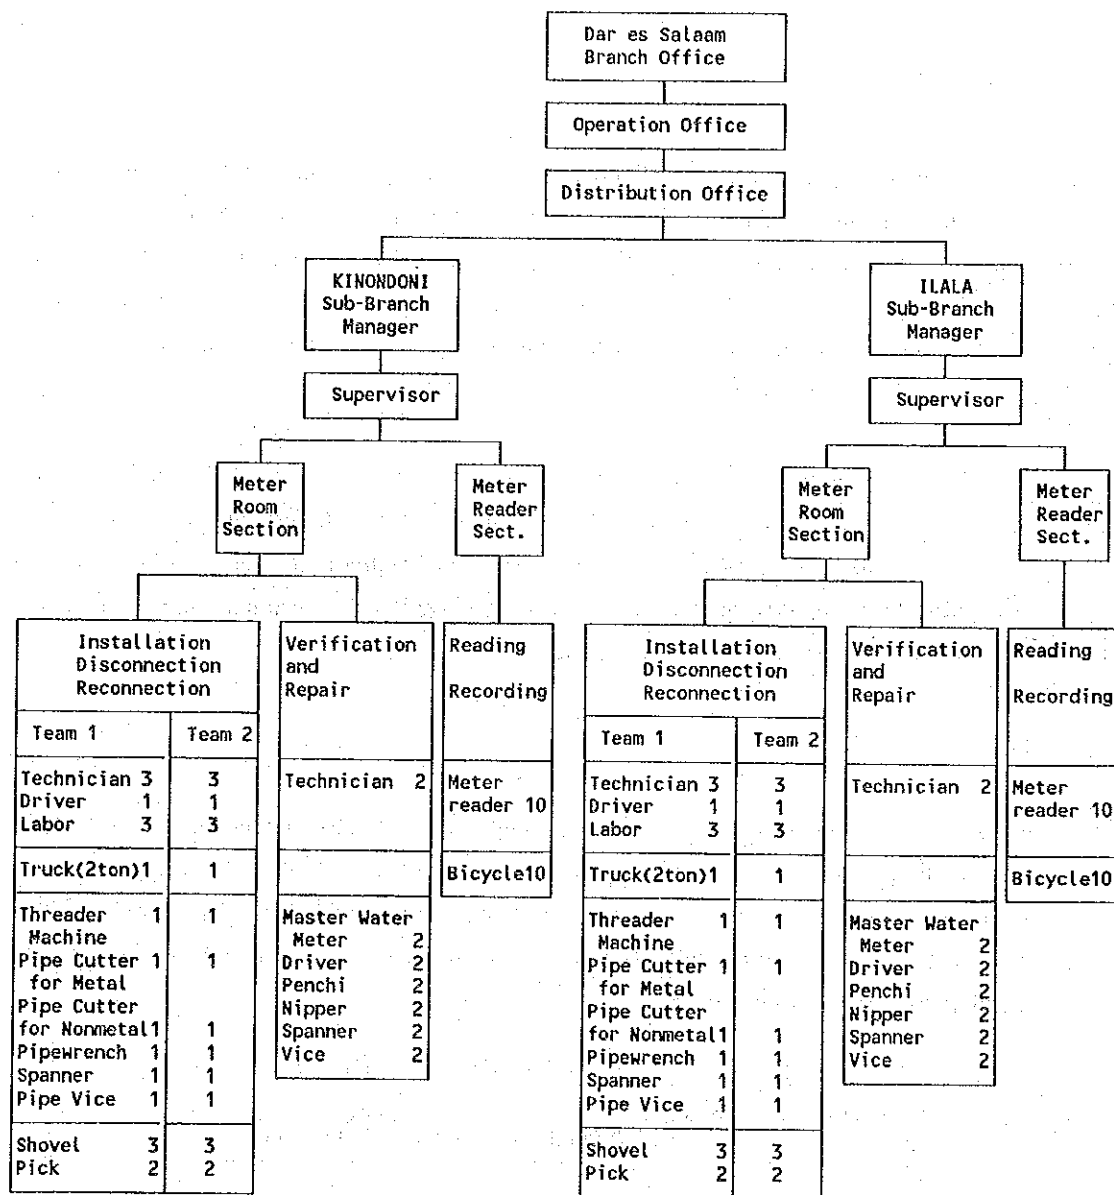 Dar es Salaam
Branch Office
Operation Office
Distribution Office
KINONDONI
Sub-Branch
Manager
Supervisor
Meter
Room
Section
Meter
Reader
Sect.
Installation
Disconnection
Reconnection
Team 1 Team 2
Technician 3 3
Driver 1 1
Labor 3 3
Truck(2ton)1 1
Threader 1 1
Machine
Pipe Cutter 1 1
for Metal
Pipe Cutter
for Nonmetal1 1
Pipewrench 1 1
Spanner 1 1
Pipe Vice 1 1
Shovel 3 3
Pick 2 2
Verification
and
Repair
Technician 2
Master Water
Meter 2
Driver 2
Penchi 2
Nipper 2
Spanner 2
Vice 2
Reading
Recording
Meter
reader 10
Bicycle10
ILALA
Sub-Branch
Manager
Supervisor
Meter
Room
Section
Meter
Reader
Sect.
Installation
Disconnection
Reconnection
Team 1 Team 2
Technician 3 3
Driver 1 1
Labor 3 3
Truck(2ton)1 1
Threader 1 1
Machine
Pipe Cutter 1 1
for Metal
Pipe Cutter
for Nonmetal1 1
Pipewrench 1 1
Spanner 1 1
Pipe Vice 1 1
Shovel 3 3
Pick 2 2
Verification
and
Repair
Technician 2
Master Water
Meter 2
Driver 2
Penchi 2
Nipper 2
Spanner 2
Vice 2
Reading
Recording
Meter
reader 10
Bicycle10